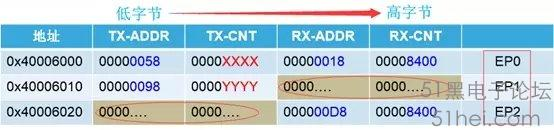 低字节 高字节
地址 TX-ADDR TX-CNT RX-ADDR RX-CNT
0x40006000 00000058 0000XXXX 00000018 00008400 EP0
0x40006010 00000098 0000YYYY 0000.... 0000.... EP1
0x40006020 0000.... 0000.... 000000D8 00008400 EP2
51黑电子论坛
51hei.com